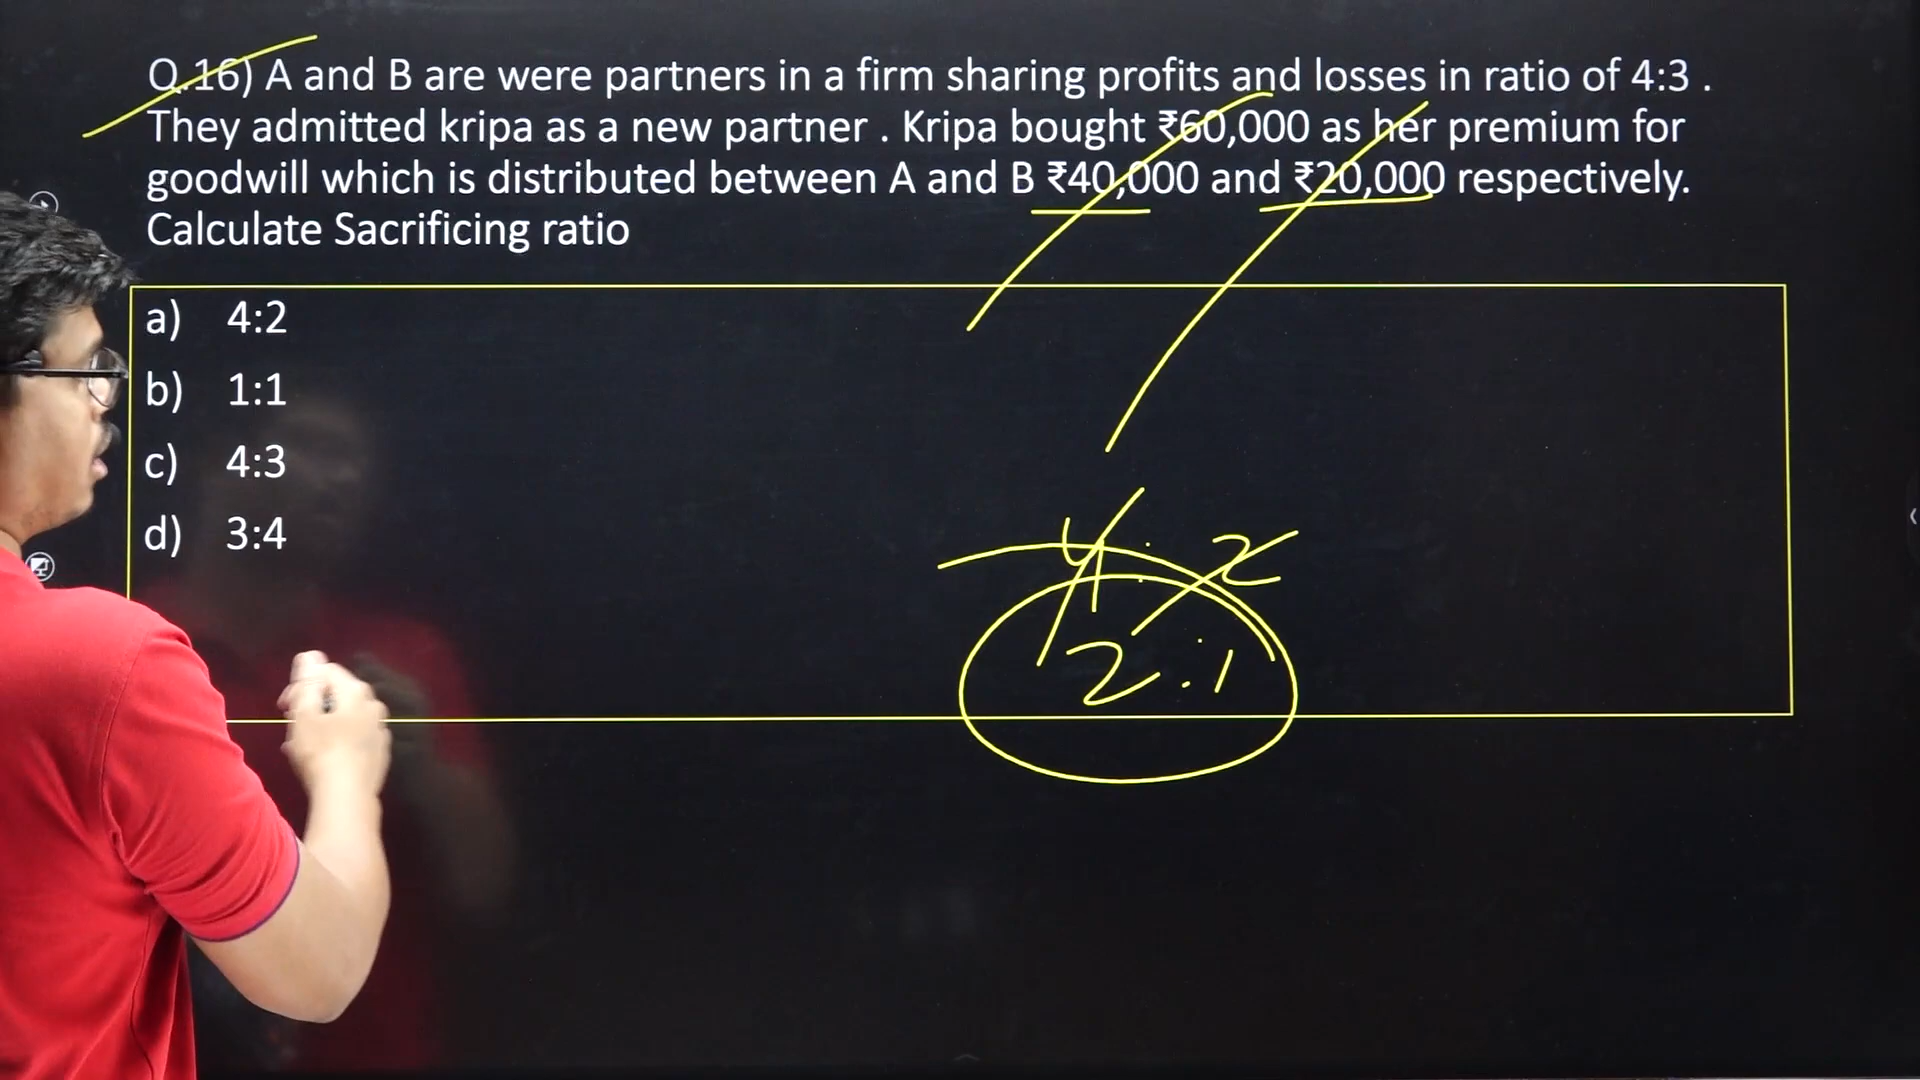 Q.16) A and B are were partners in a firm sharing profits and losses in ratio of 4:3 .
They admitted kripa as a new partner . Kripa bought ₹60,000 as her premium for
goodwill which is distributed between A and B ₹40,000 and ₹20,000 respectively.
Calculate Sacrificing ratio
a) 4:2
b) 1:1
c) 4:3
d) 3:4
4 : 2
2 : 1